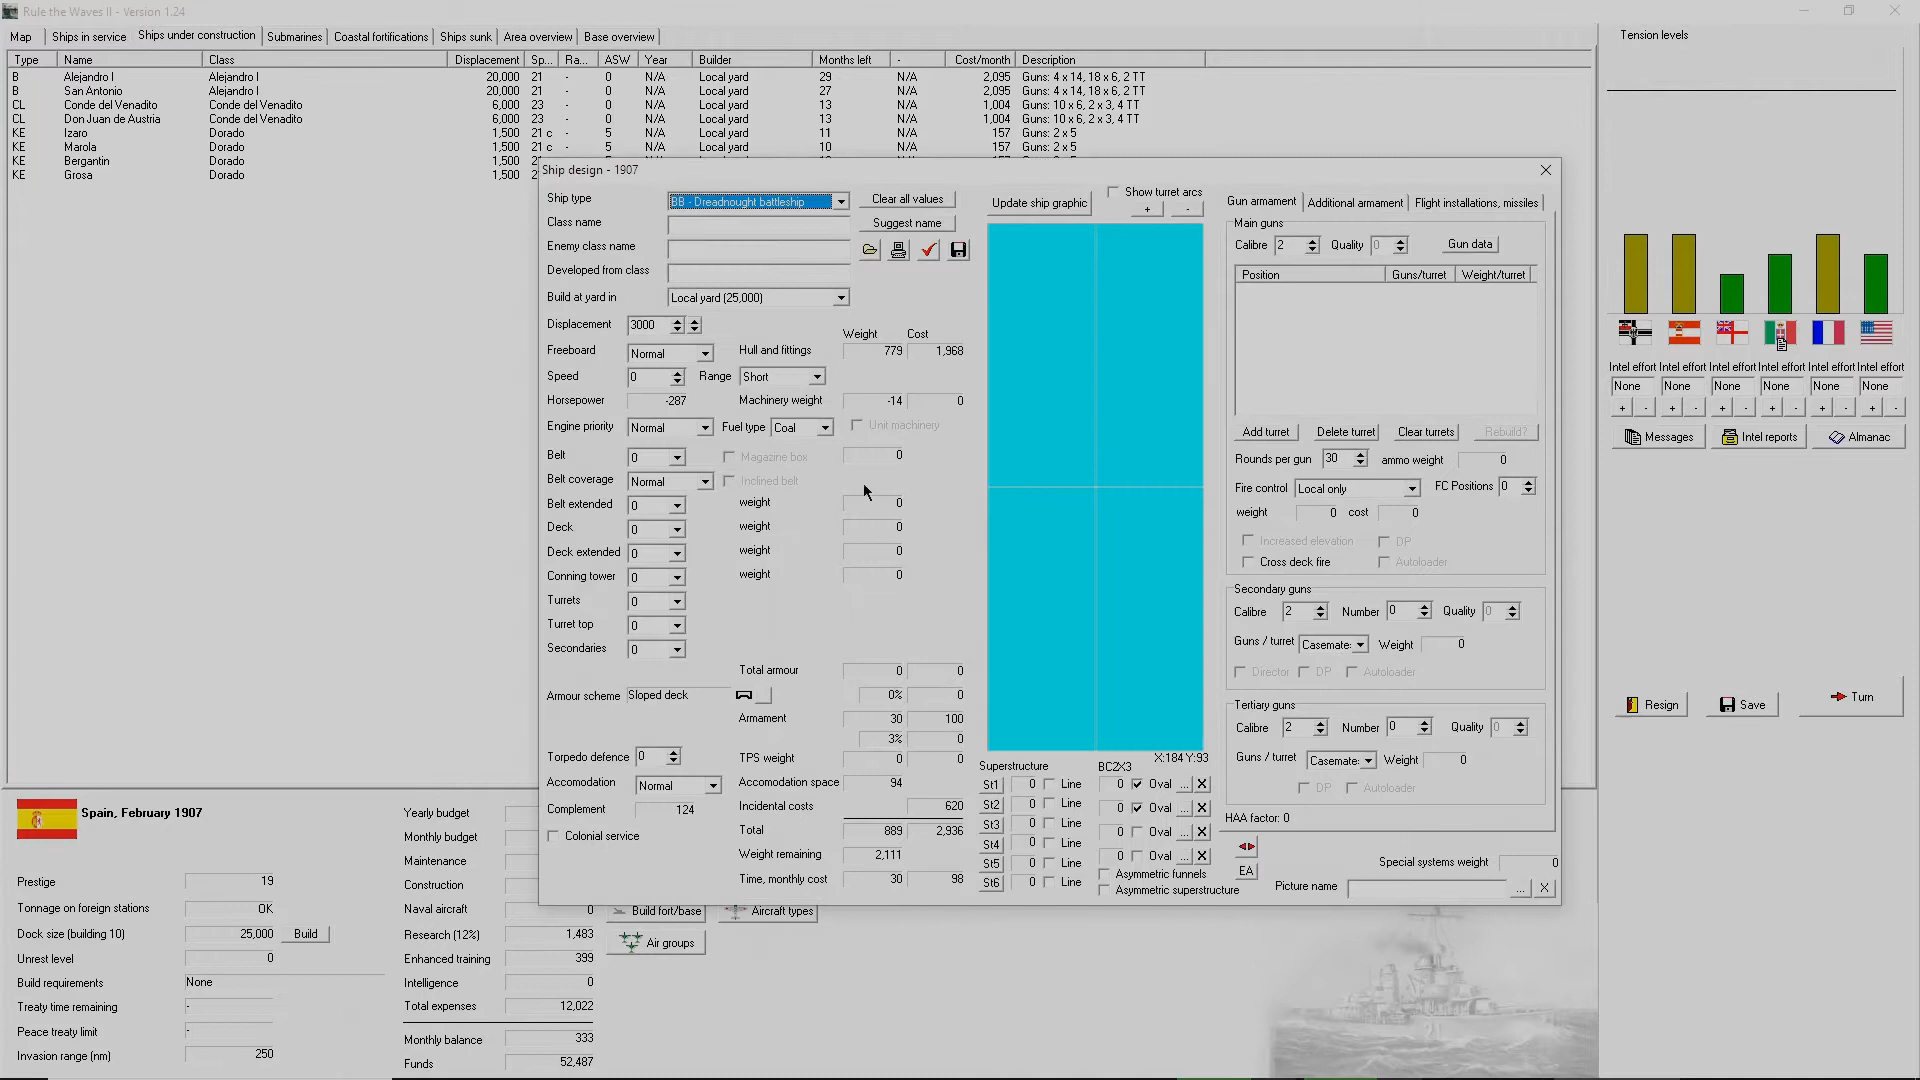 Rule the Waves II - Version 1.24
Map Ships in service Ships under construction Submarines Coastal fortifications Ships sunk Area overview Base overview
Type Name Class Displacement Sp... Ra... ASW Year Builder Months left - Cost/month Description
B Alejandro I Alejandro I 20,000 21 - 0 N/A Local yard 29 N/A 2,095 Guns: 4 x 14, 18 x 6, 2 TT
B San Antonio Alejandro I 20,000 21 - 0 N/A Local yard 27 N/A 2,095 Guns: 4 x 14, 18 x 6, 2 TT
CL Conde del Venadito Conde del Venadito 6,000 23 - 0 N/A Local yard 13 N/A 1,004 Guns: 10 x 6, 2 x 3, 4 TT
CL Don Juan de Austria Conde del Venadito 6,000 23 - 0 N/A Local yard 13 N/A 1,004 Guns: 10 x 6, 2 x 3, 4 TT
KE Izaro Dorado 1,500 21 c - 5 N/A Local yard 11 N/A 157 Guns: 2 x 5
KE Marola Dorado 1,500 21 c - 5 N/A Local yard 10 N/A 157 Guns: 2 x 5
KE Bergantin Dorado 1,500
KE Grosa Dorado 1,500
Ship design - 1907
Ship type BB - Dreadnought battleship Clear all values
Class name Suggest name
Enemy class name
Developed from class
Build at yard in Local yard (25,000)
Displacement 3000 Weight Cost
Freeboard Normal Hull and fittings 779 1,968
Speed 0 Range Short
Horsepower -287 Machinery weight -14 0
Engine priority Normal Fuel type Coal Unit machinery
Belt 0 Magazine box 0
Belt coverage Normal Inclined belt
Belt extended 0 weight 0
Deck 0 weight 0
Deck extended 0 weight 0
Conning tower 0 weight 0
Turrets 0
Turret top 0
Secondaries 0
Total armour 0 0
Armour scheme Sloped deck 0% 0
Armament 30 100
3% 0
Torpedo defence 0 TPS weight 0 0
Accomodation Normal Accomodation space 94
Complement 124 Incidental costs 620
Colonial service Total 889 2,936
Weight remaining 2,111
Time, monthly cost 30 98
Update ship graphic Show turret arcs
+ -
X:184 Y:93
Superstructure BC2X3
St1 0 Line 0 Oval ... X
St2 0 Line 0 Oval ... X
St3 0 Line 0 Oval ... X
St4 0 Line 0 Oval ... X
St5 0 Line
St6 0 Line
Asymmetric funnels
Asymmetric superstructure
Gun armament Additional armament Flight installations, missiles
Main guns
Calibre 2 Quality 0 Gun data
Position Guns/turret Weight/turret
Add turret Delete turret Clear turrets Rebuild?
Rounds per gun 30 ammo weight 0
Fire control Local only FC Positions 0
weight 0 cost 0
Increased elevation DP
Cross deck fire Autoloader
Secondary guns
Calibre 2 Number 0 Quality 0
Guns / turret Casemate: Weight 0
Director DP Autoloader
Tertiary guns
Calibre 2 Number 0 Quality 0
Guns / turret Casemate: Weight 0
DP Autoloader
HAA factor: 0
EA
Special systems weight 0
Picture name ... X
Tension levels
Intel effort Intel effort Intel effort Intel effort Intel effort Intel effort
None None None None None None
+ - + - + - + - + - + -
Messages Intel reports Almanac
Resign Save Turn
Spain, February 1907
Prestige 19
Tonnage on foreign stations OK
Dock size (building 10) 25,000 Build
Unrest level 0
Build requirements None
Treaty time remaining -
Peace treaty limit -
Invasion range (nm) 250
Yearly budget
Monthly budget
Maintenance
Construction
Naval aircraft 0
Research (12%) 1,483
Enhanced training 399
Intelligence 0
Total expenses 12,022
Monthly balance 333
Funds 52,487
Build fort/base Aircraft types
Air groups